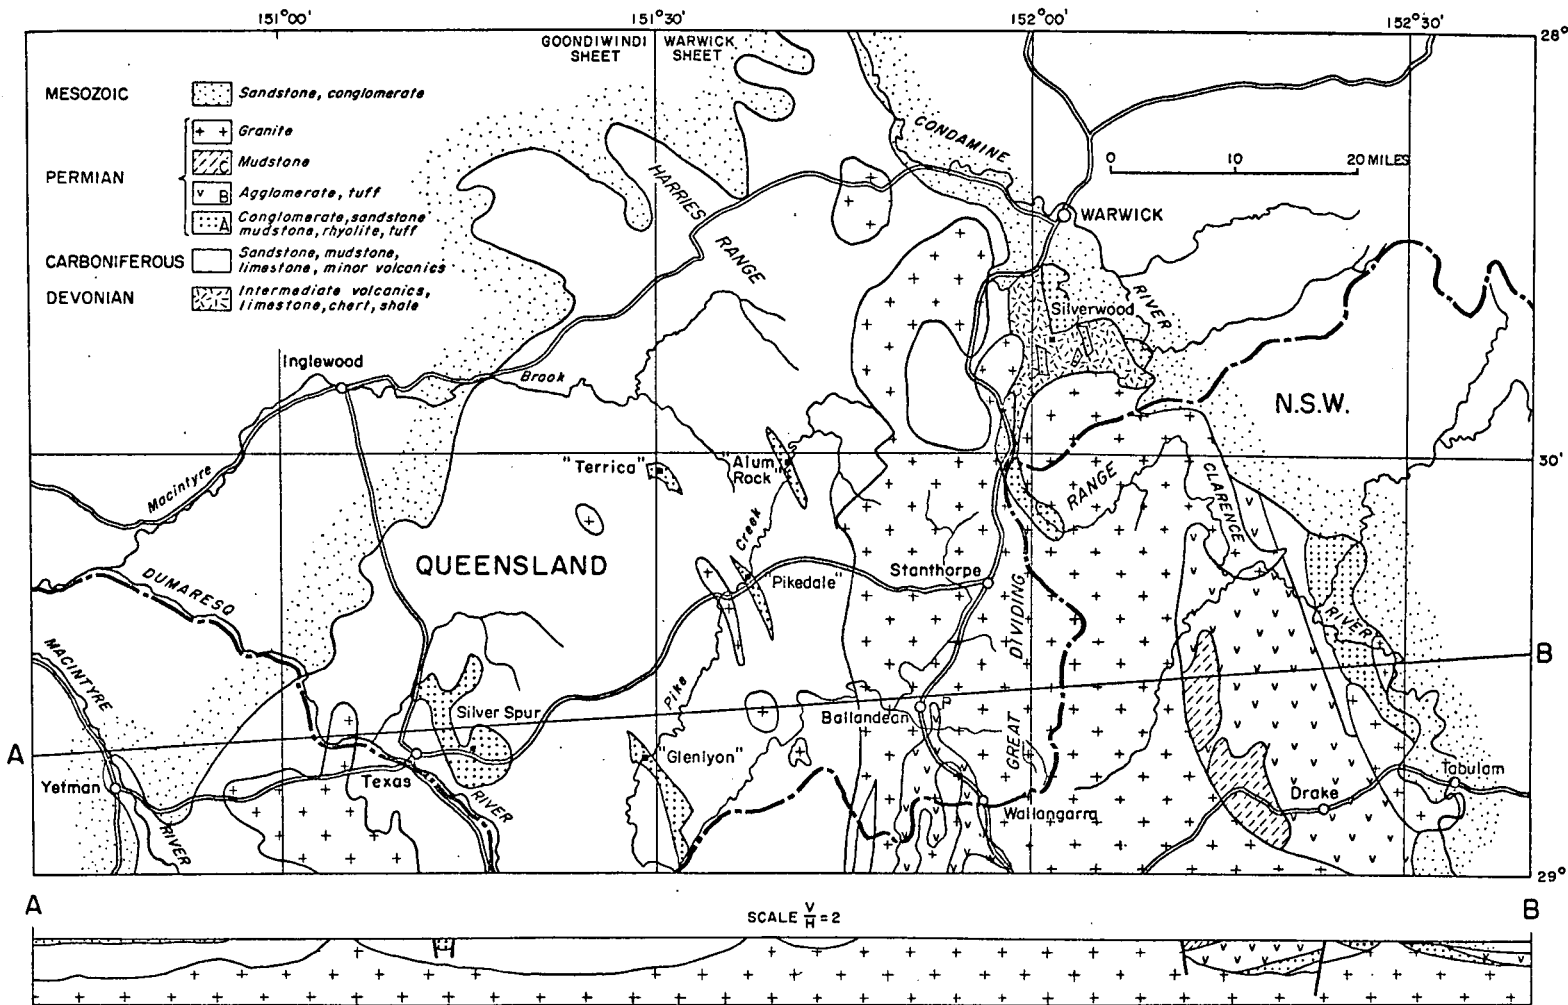 151°00'
151°30'
152°00'
152°30'
28°
GOONDIWINDI
SHEET
WARWICK
SHEET
MESOZOIC
Sandstone, conglomerate
PERMIAN
Granite
C
Mudstone
B
Agglomerate, tuff
A
Conglomerate, sandstone
mudstone, rhyolite, tuff
CARBONIFEROUS
Sandstone, mudstone,
limestone, minor volcanics
DEVONIAN
Intermediate volcanics,
limestone, chert, shale
CONDAMINE
RIVER
0 10 20 MILES
HARRIES
RANGE
WARWICK
Silverwood
Inglewood
Macintyre
Brook
N.S.W.
30'
"Terrica"
"Alum
Rock"
RANGE
CLARENCE
RIVER
QUEENSLAND
Creek
Pike
"Pikedale"
Stanthorpe
DUMARESQ
RIVER
GREAT
DIVIDING
MACINTYRE
RIVER
B
A
Silver Spur
Ballandean
P
"Glenlyon"
Yetman
Texas
Wallangarra
Drake
Tabulam
29°
A
SCALE V/H = 2
B